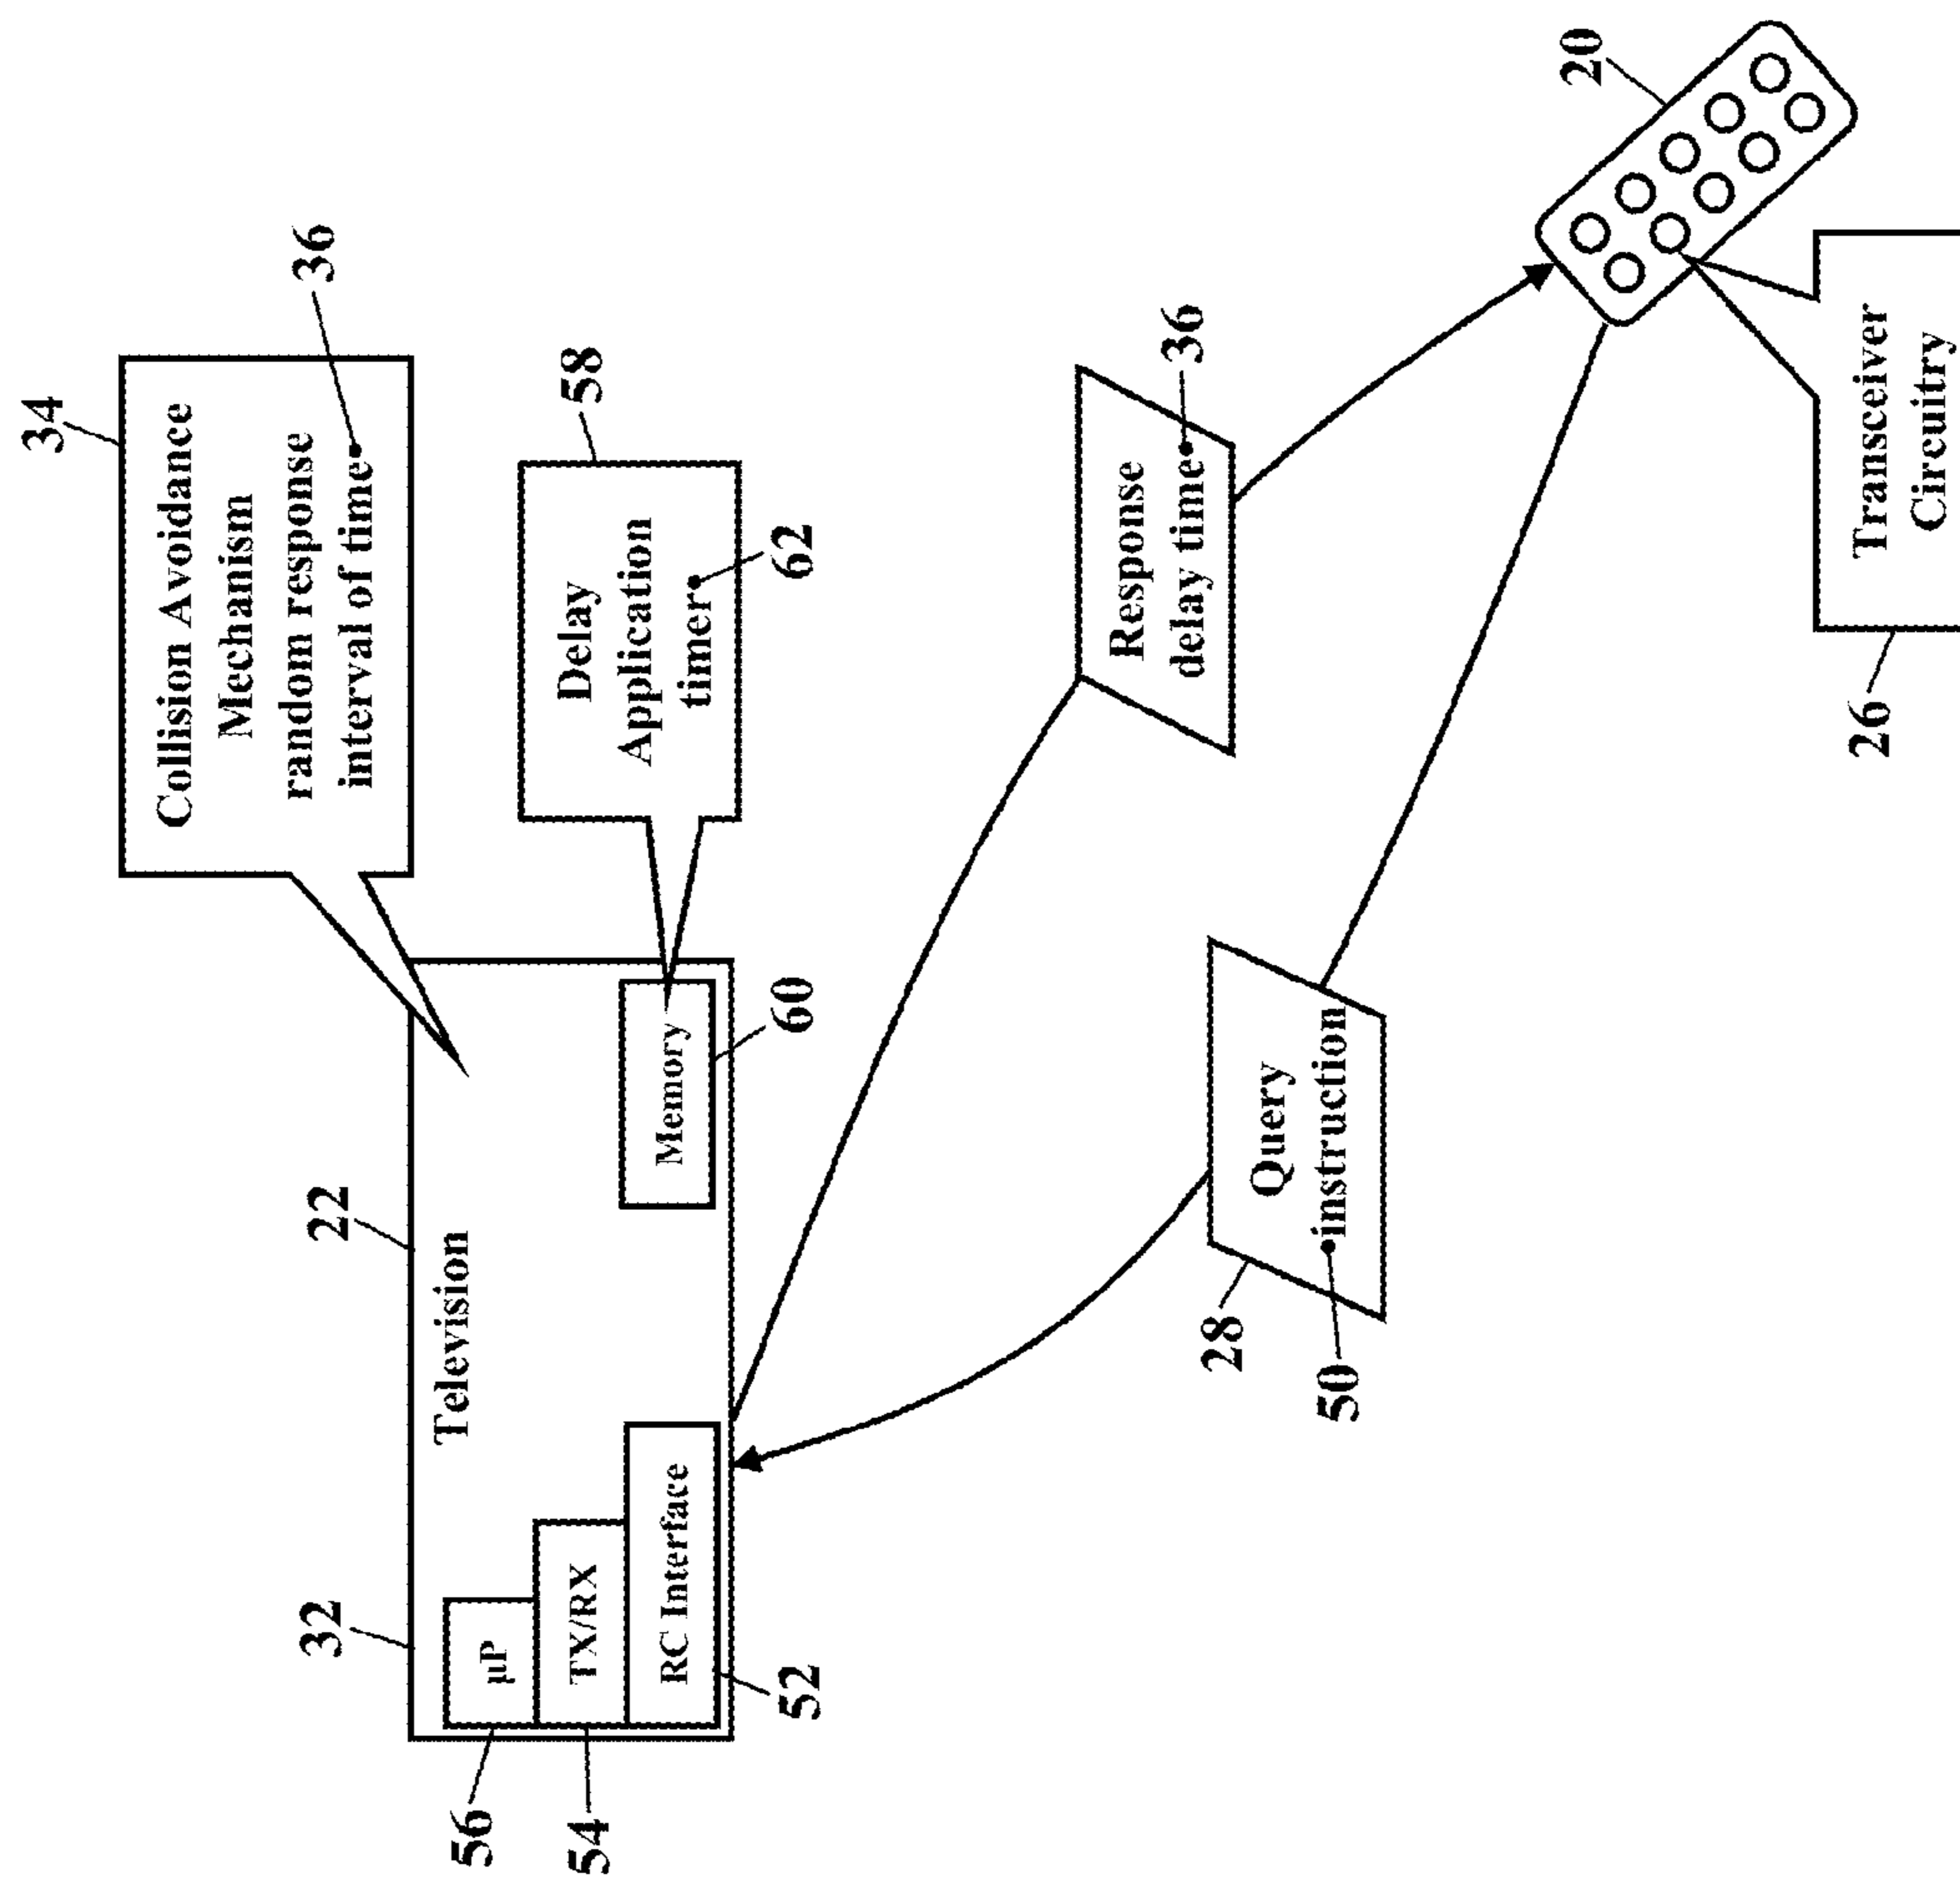 34
Collision Avoidance
Mechanism
random response
interval of time
36
32
22
Television
56
µP
54
TX/RX
RC Interface
52
Memory
60
58
Delay
Application
timer
62
Response
delay time
36
28
Query
instruction
50
20
26
Transceiver
Circuitry